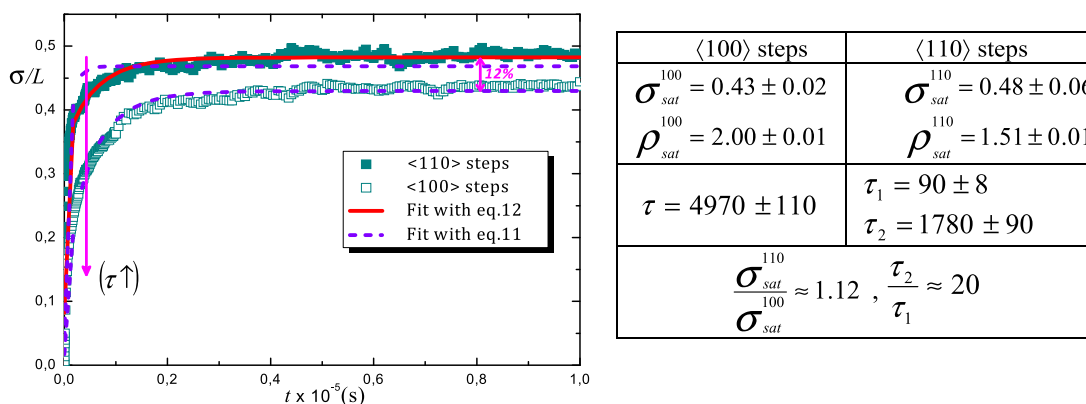 0,5
0,4
0,3
0,2
0,1
0,0
σ/L
12%
<110> steps
<100> steps
Fit with eq.12
Fit with eq.11
(τ↑)
0,0 0,2 0,4 0,6 0,8 1,0
t x 10⁻⁵(s)
⟨100⟩ steps ⟨110⟩ steps
σ_sat^100 = 0.43 ± 0.02 σ_sat^110 = 0.48 ± 0.06
ρ_sat^100 = 2.00 ± 0.01 ρ_sat^110 = 1.51 ± 0.01
τ = 4970 ± 110
τ₁ = 90 ± 8
τ₂ = 1780 ± 90
σ_sat^110 / σ_sat^100 ≈ 1.12 , τ₂ / τ₁ ≈ 20